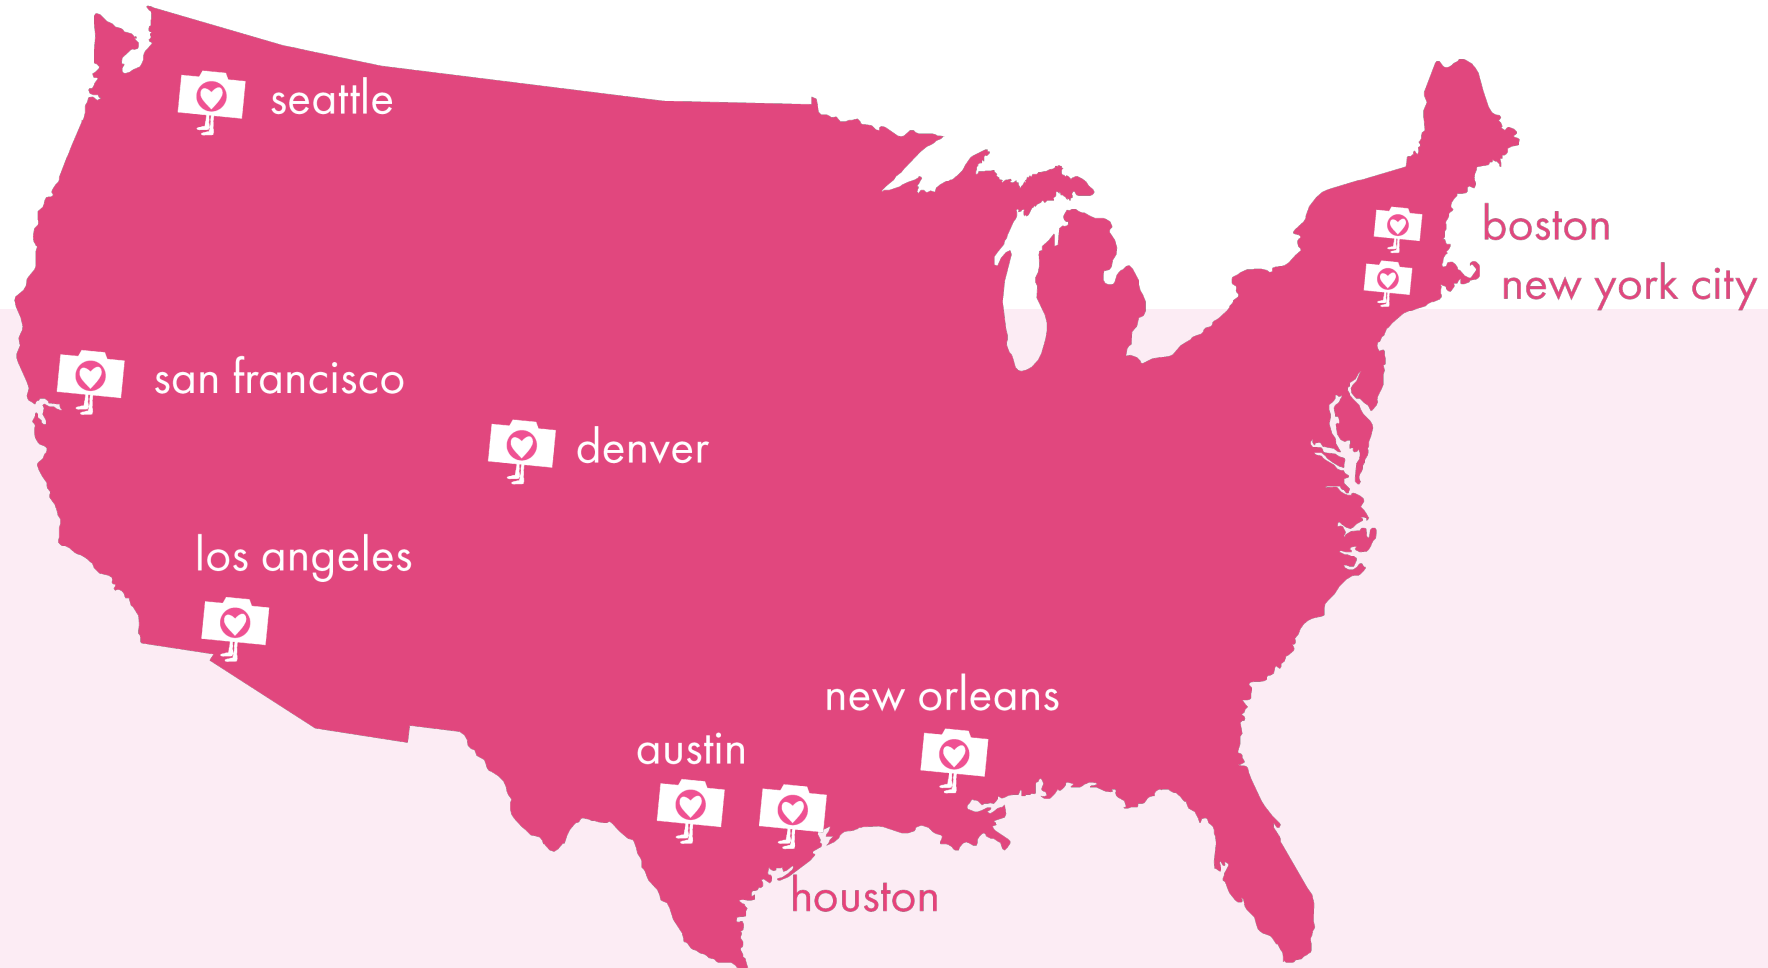 seattle
boston
new york city
san francisco
denver
los angeles
new orleans
austin
houston